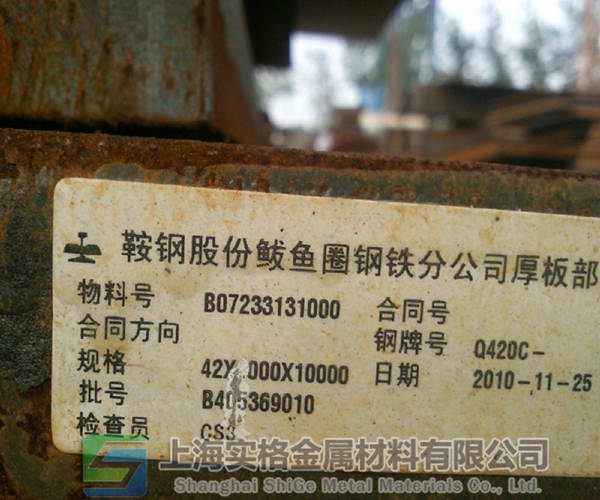 鞍钢股份鲅鱼圈钢铁分公司厚板部
物料号 B07233131000 合同号
合同方向 钢牌号 Q420C-
规格 日期 2010-11-25
批号 B405369010
检查员
上海实格金属材料有限公司
Shanghai ShiGe Metal Materials Co., Ltd.